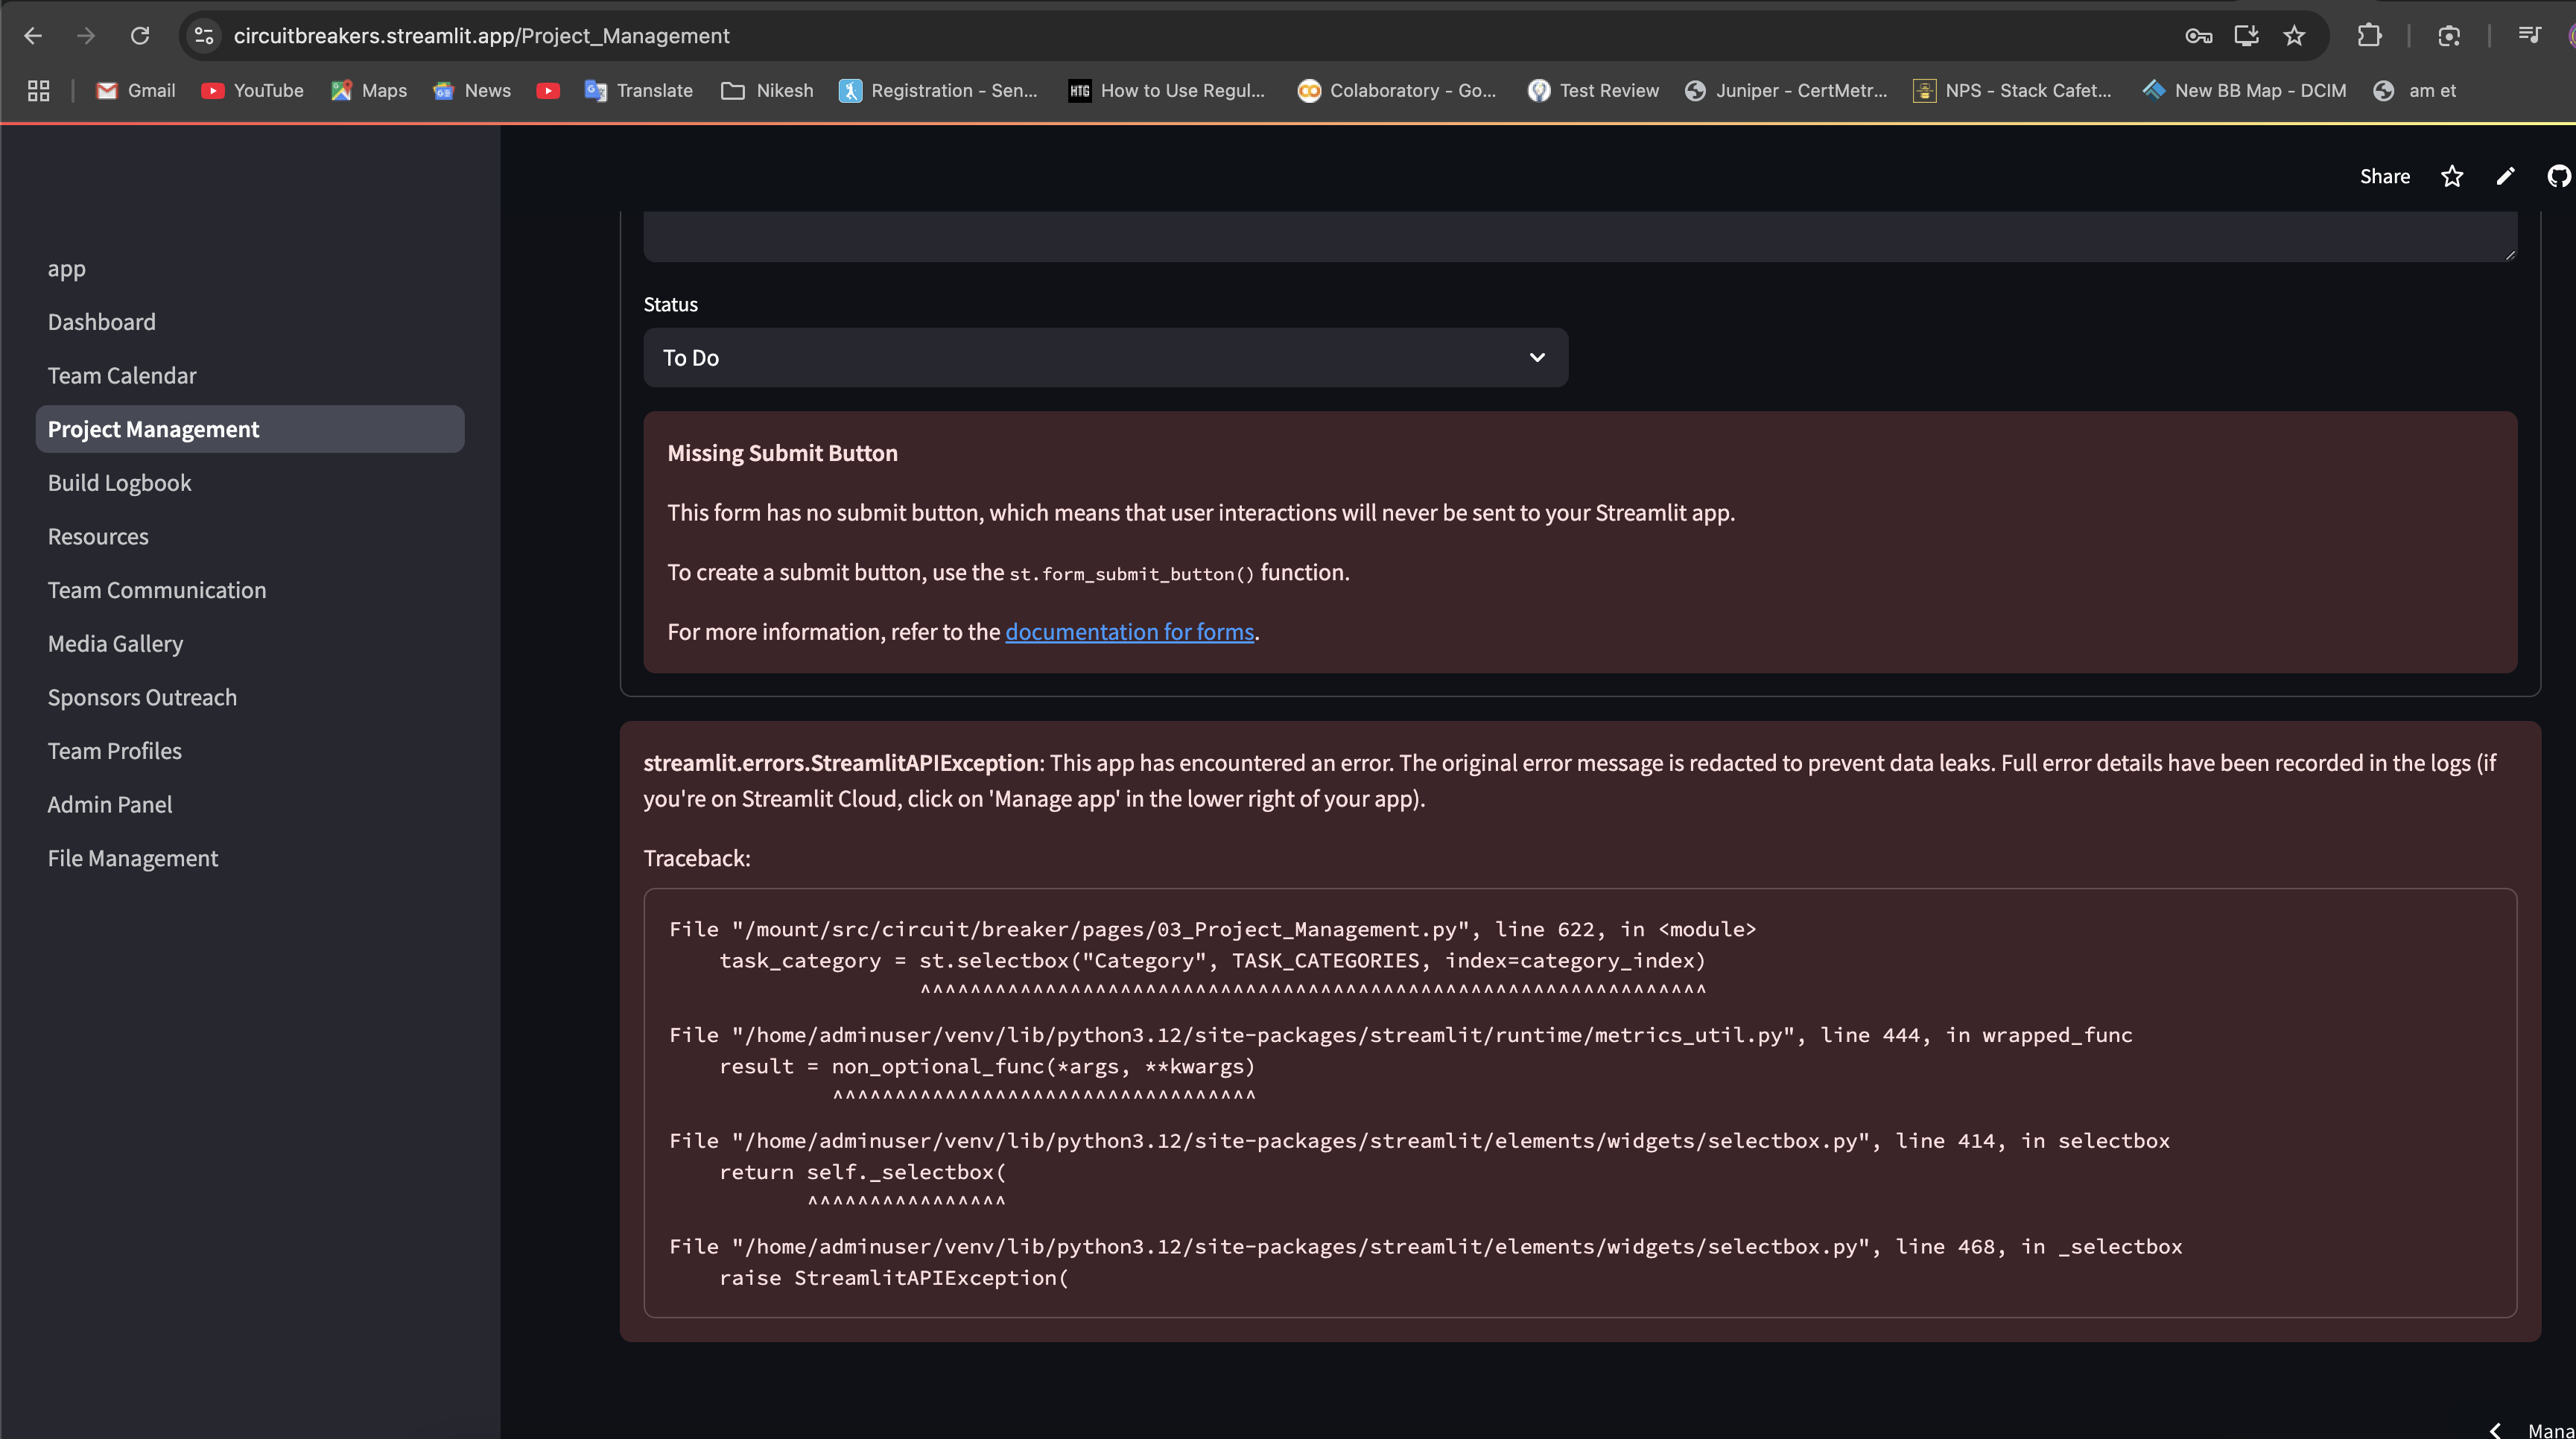 circuitbreakers.streamlit.app/Project_Management
Gmail
YouTube
Maps
News
Translate
Nikesh
Registration - Sen...
HTG
How to Use Regul...
Colaboratory - Go...
Test Review
Juniper - CertMetr...
NPS - Stack Cafet...
New BB Map - DCIM
am et
Share
app
Dashboard
Team Calendar
Project Management
Build Logbook
Resources
Team Communication
Media Gallery
Sponsors Outreach
Team Profiles
Admin Panel
File Management
Status
To Do
Missing Submit Button
This form has no submit button, which means that user interactions will never be sent to your Streamlit app.
To create a submit button, use the st.form_submit_button() function.
For more information, refer to the documentation for forms.
streamlit.errors.StreamlitAPIException: This app has encountered an error. The original error message is redacted to prevent data leaks. Full error details have been recorded in the logs (if
you're on Streamlit Cloud, click on 'Manage app' in the lower right of your app).
Traceback:
File "/mount/src/circuit/breaker/pages/03_Project_Management.py", line 622, in <module>
task_category = st.selectbox("Category", TASK_CATEGORIES, index=category_index)
^^^^^^^^^^^^^^^^^^^^^^^^^^^^^^^^^^^^^^^^^^^^^^^^^^^^^^^^^^^^^^^
File "/home/adminuser/venv/lib/python3.12/site-packages/streamlit/runtime/metrics_util.py", line 444, in wrapped_func
result = non_optional_func(*args, **kwargs)
^^^^^^^^^^^^^^^^^^^^^^^^^^^^^^^^^^
File "/home/adminuser/venv/lib/python3.12/site-packages/streamlit/elements/widgets/selectbox.py", line 414, in selectbox
return self._selectbox(
^^^^^^^^^^^^^^^^
File "/home/adminuser/venv/lib/python3.12/site-packages/streamlit/elements/widgets/selectbox.py", line 468, in _selectbox
raise StreamlitAPIException(
Mana